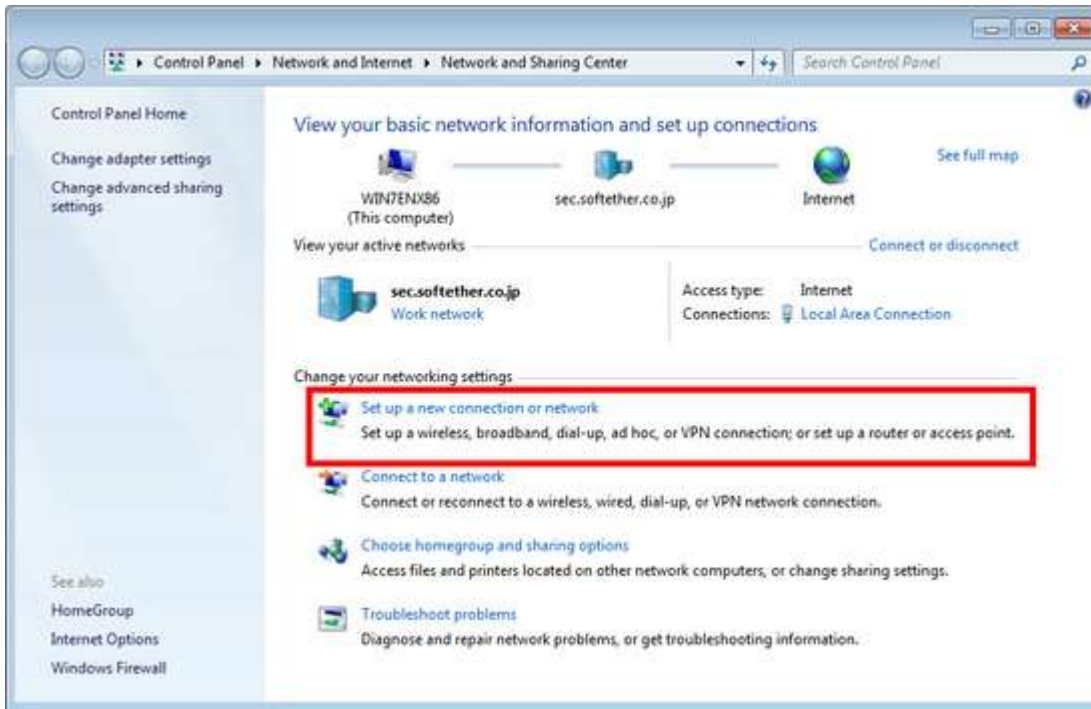 Control Panel ▸ Network and Internet ▸ Network and Sharing Center
Search Control Panel
Control Panel Home
Change adapter settings
Change advanced sharing
settings
See also
HomeGroup
Internet Options
Windows Firewall
View your basic network information and set up connections
See full map
WIN7ENX86
(This computer)
sec.softether.co.jp
Internet
View your active networks
Connect or disconnect
sec.softether.co.jp
Work network
Access type: Internet
Connections: Local Area Connection
Change your networking settings
Set up a new connection or network
Set up a wireless, broadband, dial-up, ad hoc, or VPN connection; or set up a router or access point.
Connect to a network
Connect or reconnect to a wireless, wired, dial-up, or VPN network connection.
Choose homegroup and sharing options
Access files and printers located on other network computers, or change sharing settings.
Troubleshoot problems
Diagnose and repair network problems, or get troubleshooting information.